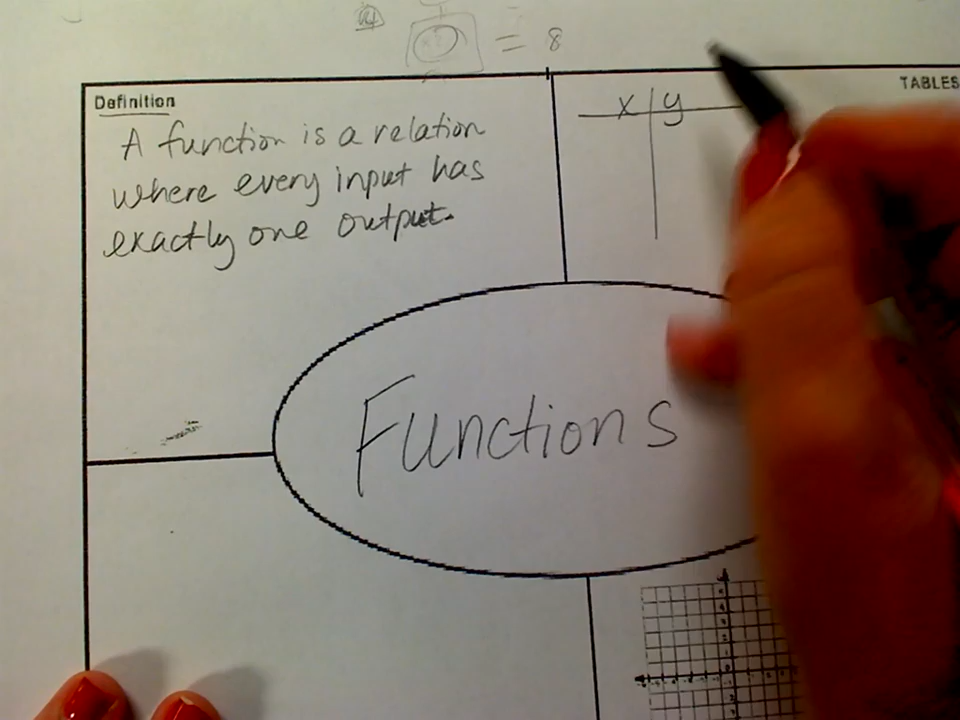 = 8
Definition
A function is a relation
where every input has
exactly one output.
TABLES
x y
Functions